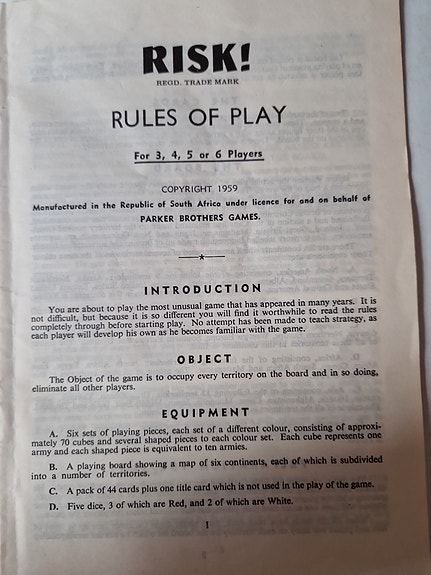 RISK!
REGD. TRADE MARK
RULES OF PLAY
For 3, 4, 5 or 6 Players
COPYRIGHT 1959
Manufactured in the Republic of South Africa under licence for and on behalf of
PARKER BROTHERS GAMES.
INTRODUCTION
You are about to play the most unusual game that has appeared in many years. It is
not difficult, but because it is so different you will find it worthwhile to read the rules
completely through before starting play. No attempt has been made to teach strategy, as
each player will develop his own as he becomes familiar with the game.
OBJECT
The Object of the game is to occupy every territory on the board and in so doing,
eliminate all other players.
EQUIPMENT
A. Six sets of playing pieces, each set of a different colour, consisting of approxi-
mately 70 cubes and several shaped pieces to each colour set. Each cube represents one
army and each shaped piece is equivalent to ten armies.
B. A playing board showing a map of six continents, each of which is subdivided
into a number of territories.
C. A pack of 44 cards plus one title card which is not used in the play of the game.
D. Five dice, 3 of which are Red, and 2 of which are White.
1